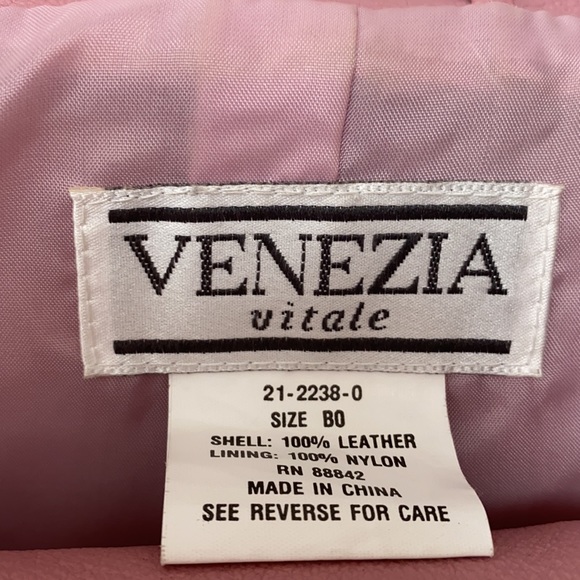 VENEZIA
vitale
21-2238-0
SIZE B0
SHELL: 100% LEATHER
LINING: 100% NYLON
RN 88842
MADE IN CHINA
SEE REVERSE FOR CARE